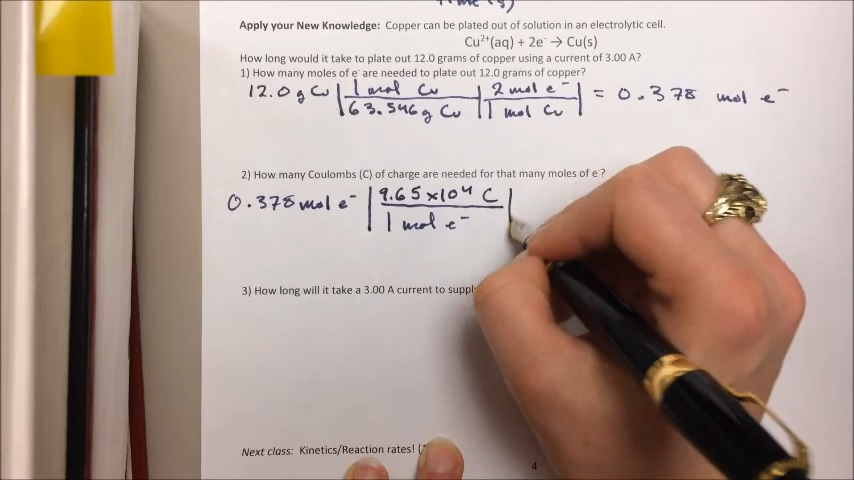 Apply your New Knowledge: Copper can be plated out of solution in an electrolytic cell.
Cu²⁺(aq) + 2e⁻ → Cu(s)
How long would it take to plate out 12.0 grams of copper using a current of 3.00 A?
1) How many moles of e⁻ are needed to plate out 12.0 grams of copper?
12.0 g Cu | 1 mol Cu | 2 mol e⁻ | = 0.378 mol e⁻
63.546 g Cu | 1 mol Cu
2) How many Coulombs (C) of charge are needed for that many moles of e⁻?
0.378 mol e⁻ | 9.65 x 10⁴ C |
1 mol e⁻
3) How long will it take a 3.00 A current to suppl
Next class: Kinetics/Reaction rates! (
4